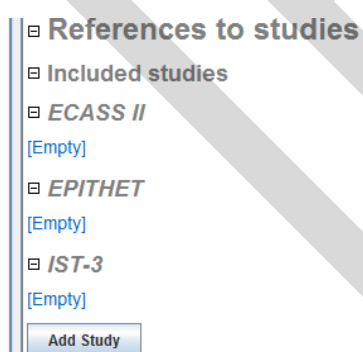 References to studies
Included studies
ECASS II
[Empty]
EPITHET
[Empty]
IST-3
[Empty]
Add Study